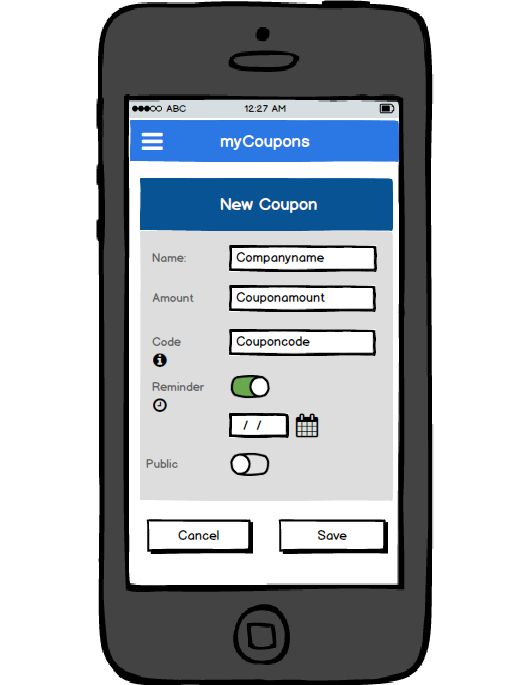 ABC 12:27 AM
myCoupons
New Coupon
Name: Companyname
Amount Couponamount
Code Couponcode
Reminder
/ /
Public
Cancel Save